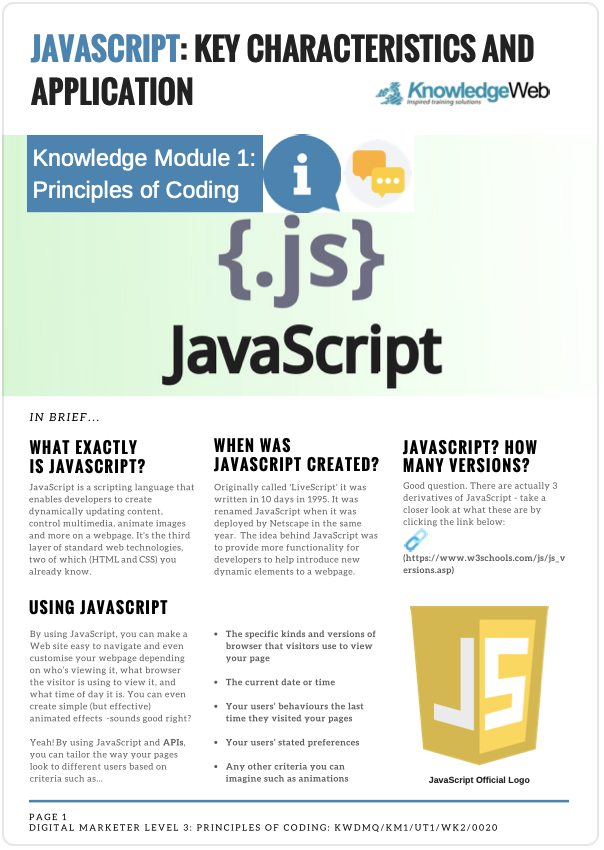 JAVASCRIPT: KEY CHARACTERISTICS AND
APPLICATION
KnowledgeWeb
Inspired training solutions
Knowledge Module 1:
Principles of Coding
i
{.js}
JavaScript
IN BRIEF...
WHAT EXACTLY
IS JAVASCRIPT?
JavaScript is a scripting language that
enables developers to create
dynamically updating content,
control multimedia, animate images
and more on a webpage. It's the third
layer of standard web technologies,
two of which (HTML and CSS) you
already know.
WHEN WAS
JAVASCRIPT CREATED?
Originally called 'LiveScript' it was
written in 10 days in 1995. It was
renamed JavaScript when it was
deployed by Netscape in the same
year. The idea behind JavaScript was
to provide more functionality for
developers to help introduce new
dynamic elements to a webpage.
JAVASCRIPT? HOW
MANY VERSIONS?
Good question. There are actually 3
derivatives of JavaScript - take a
closer look at what these are by
clicking the link below:
(https://www.w3schools.com/js/js_v
ersions.asp)
USING JAVASCRIPT
By using JavaScript, you can make a
Web site easy to navigate and even
customise your webpage depending
on who's viewing it, what browser
the visitor is using to view it, and
what time of day it is. You can even
create simple (but effective)
animated effects -sounds good right?
Yeah! By using JavaScript and APIs,
you can tailor the way your pages
look to different users based on
criteria such as...
• The specific kinds and versions of
browser that visitors use to view
your page
• The current date or time
• Your users' behaviours the last
time they visited your pages
• Your users' stated preferences
• Any other criteria you can
imagine such as animations
JS
JavaScript Official Logo
PAGE 1
DIGITAL MARKETER LEVEL 3: PRINCIPLES OF CODING: KWDMQ/KM1/UT1/WK2/0020